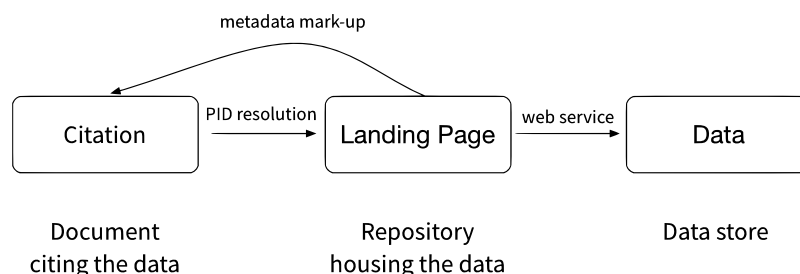 metadata mark-up
Citation
PID resolution
Landing Page
web service
Data
Document
citing the data
Repository
housing the data
Data store